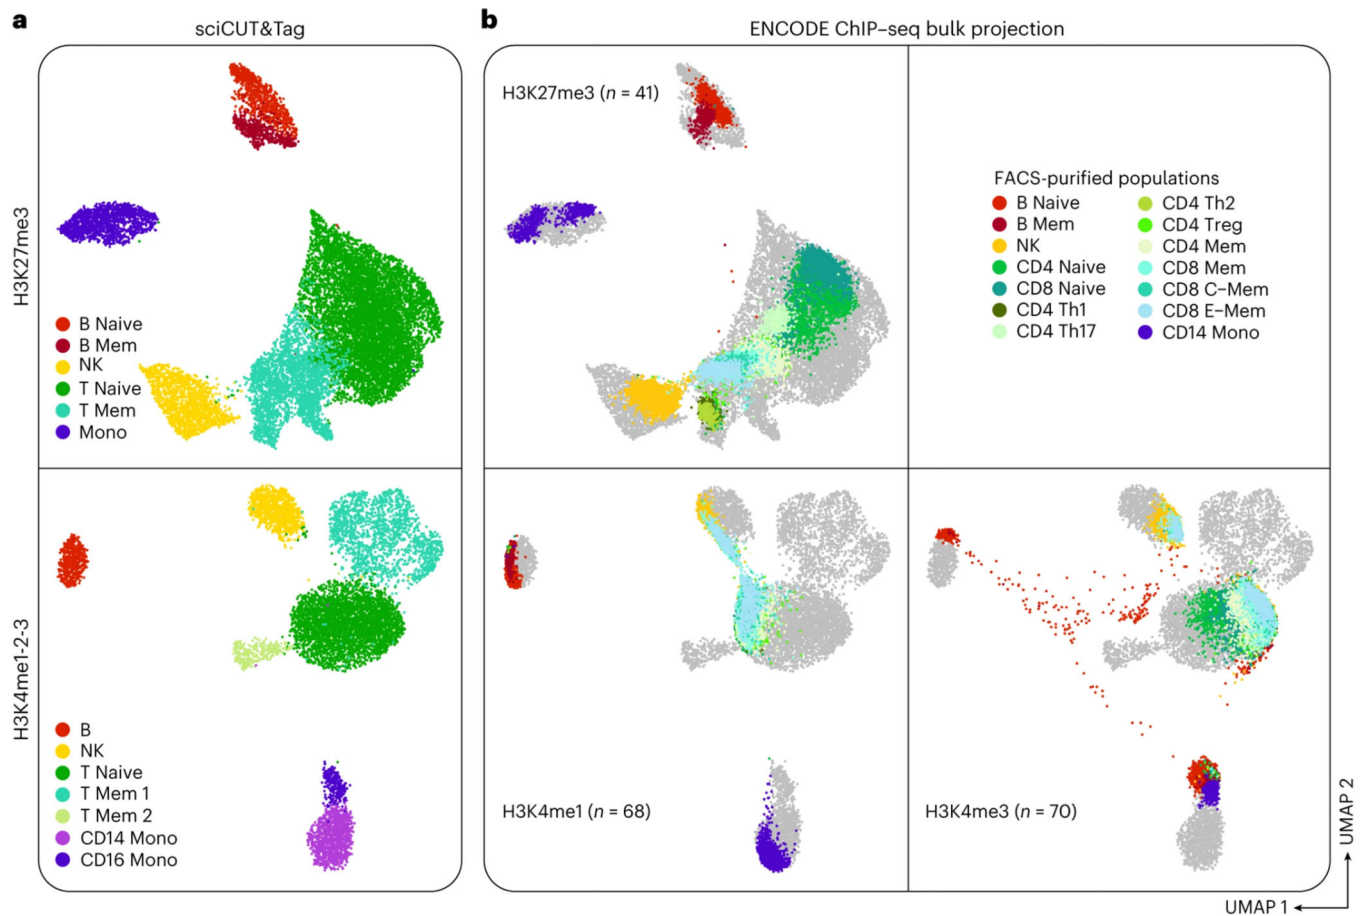 a
sciCUT&Tag
b
ENCODE ChIP–seq bulk projection
H3K27me3
B Naive
B Mem
NK
T Naive
T Mem
Mono
H3K27me3 (n = 41)
FACS-purified populations
B Naive
B Mem
NK
CD4 Naive
CD8 Naive
CD4 Th1
CD4 Th17
CD4 Th2
CD4 Treg
CD4 Mem
CD8 Mem
CD8 C–Mem
CD8 E–Mem
CD14 Mono
H3K4me1-2-3
B
NK
T Naive
T Mem 1
T Mem 2
CD14 Mono
CD16 Mono
H3K4me1 (n = 68)
H3K4me3 (n = 70)
UMAP 2
UMAP 1